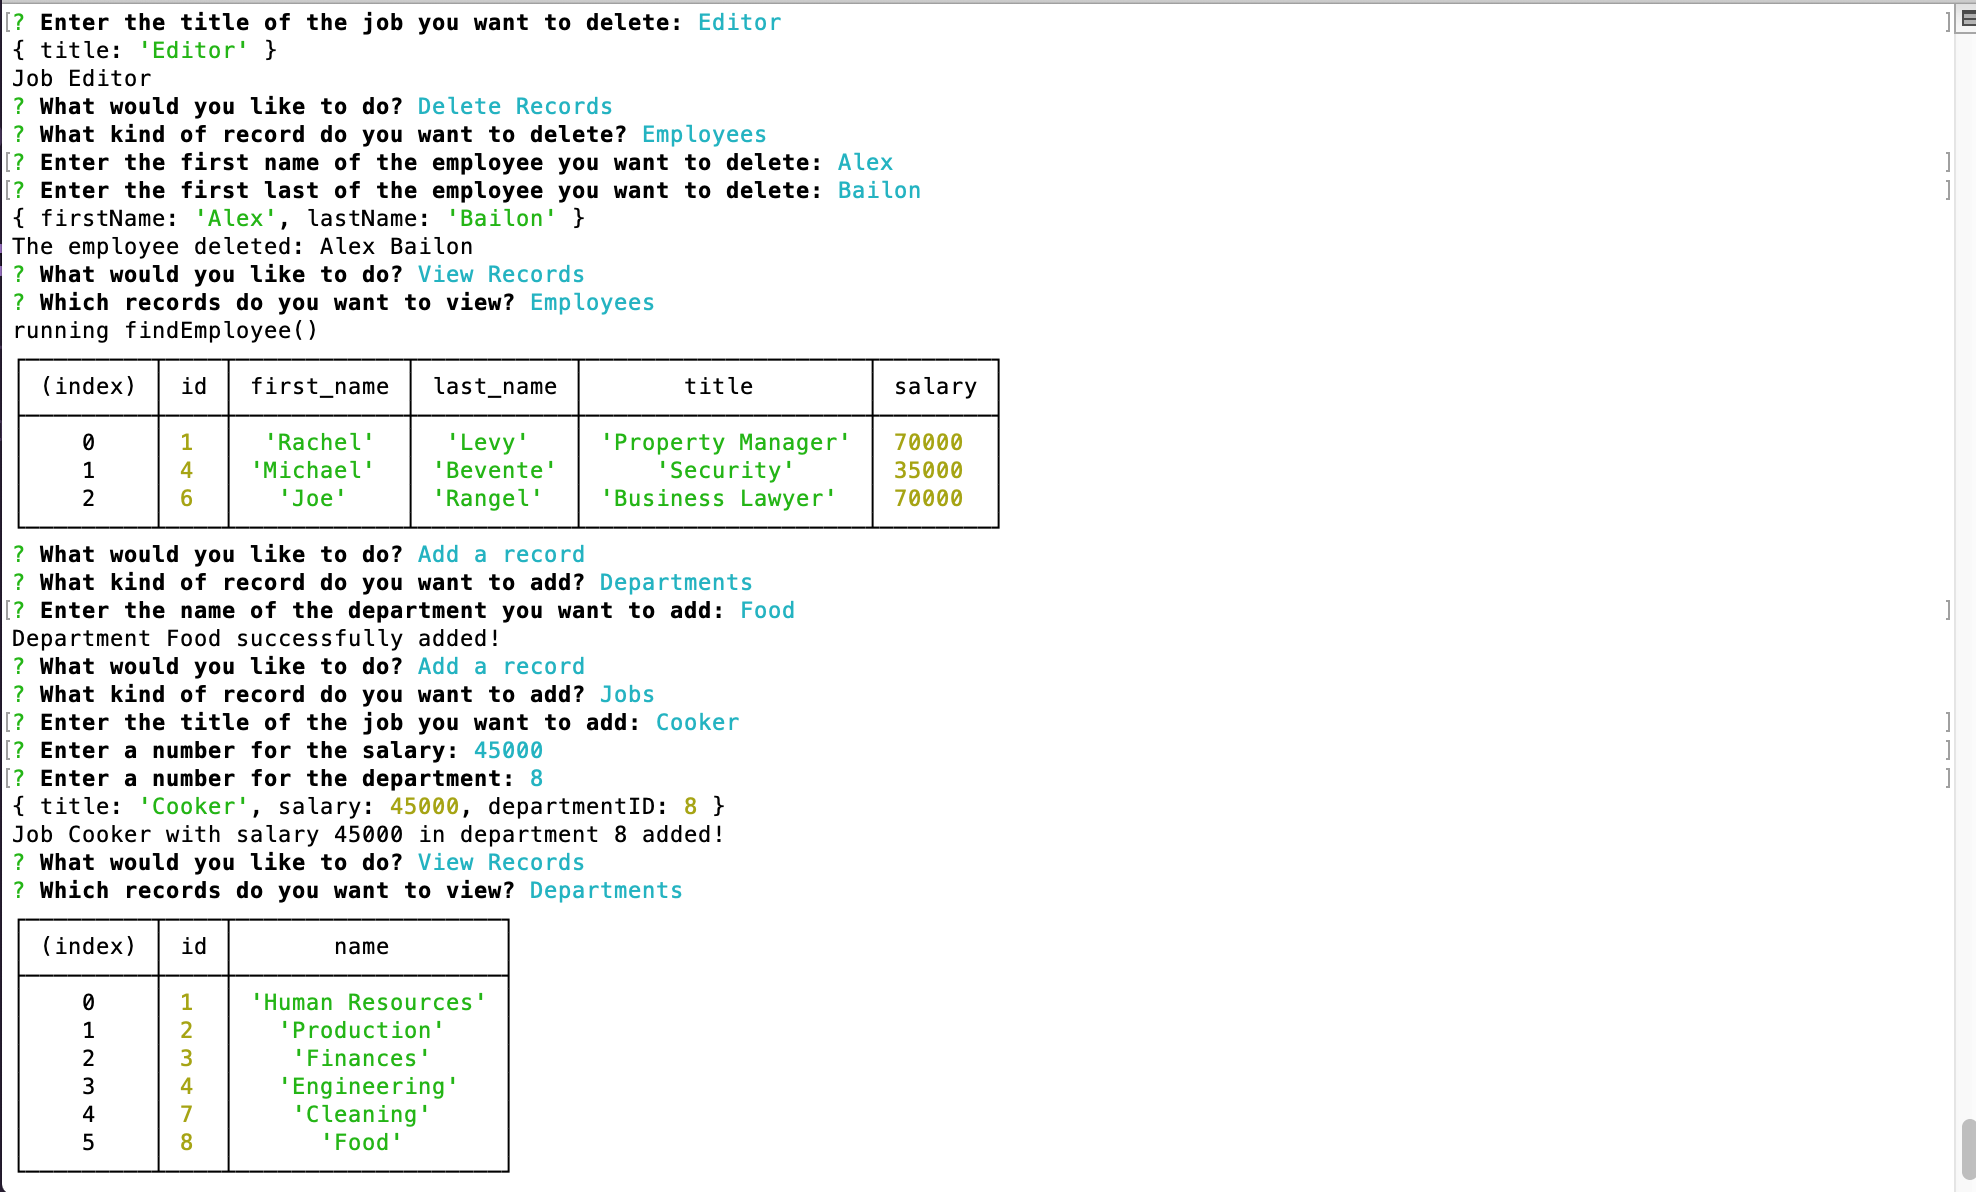 ? Enter the title of the job you want to delete: Editor
{ title: 'Editor' }
Job Editor
? What would you like to do? Delete Records
? What kind of record do you want to delete? Employees
? Enter the first name of the employee you want to delete: Alex
? Enter the first last of the employee you want to delete: Bailon
{ firstName: 'Alex', lastName: 'Bailon' }
The employee deleted: Alex Bailon
? What would you like to do? View Records
? Which records do you want to view? Employees
running findEmployee()
(index) id first_name last_name title salary
0 1 'Rachel' 'Levy' 'Property Manager' 70000
1 4 'Michael' 'Bevente' 'Security' 35000
2 6 'Joe' 'Rangel' 'Business Lawyer' 70000
? What would you like to do? Add a record
? What kind of record do you want to add? Departments
? Enter the name of the department you want to add: Food
Department Food successfully added!
? What would you like to do? Add a record
? What kind of record do you want to add? Jobs
? Enter the title of the job you want to add: Cooker
? Enter a number for the salary: 45000
? Enter a number for the department: 8
{ title: 'Cooker', salary: 45000, departmentID: 8 }
Job Cooker with salary 45000 in department 8 added!
? What would you like to do? View Records
? Which records do you want to view? Departments
(index) id name
0 1 'Human Resources'
1 2 'Production'
2 3 'Finances'
3 4 'Engineering'
4 7 'Cleaning'
5 8 'Food'